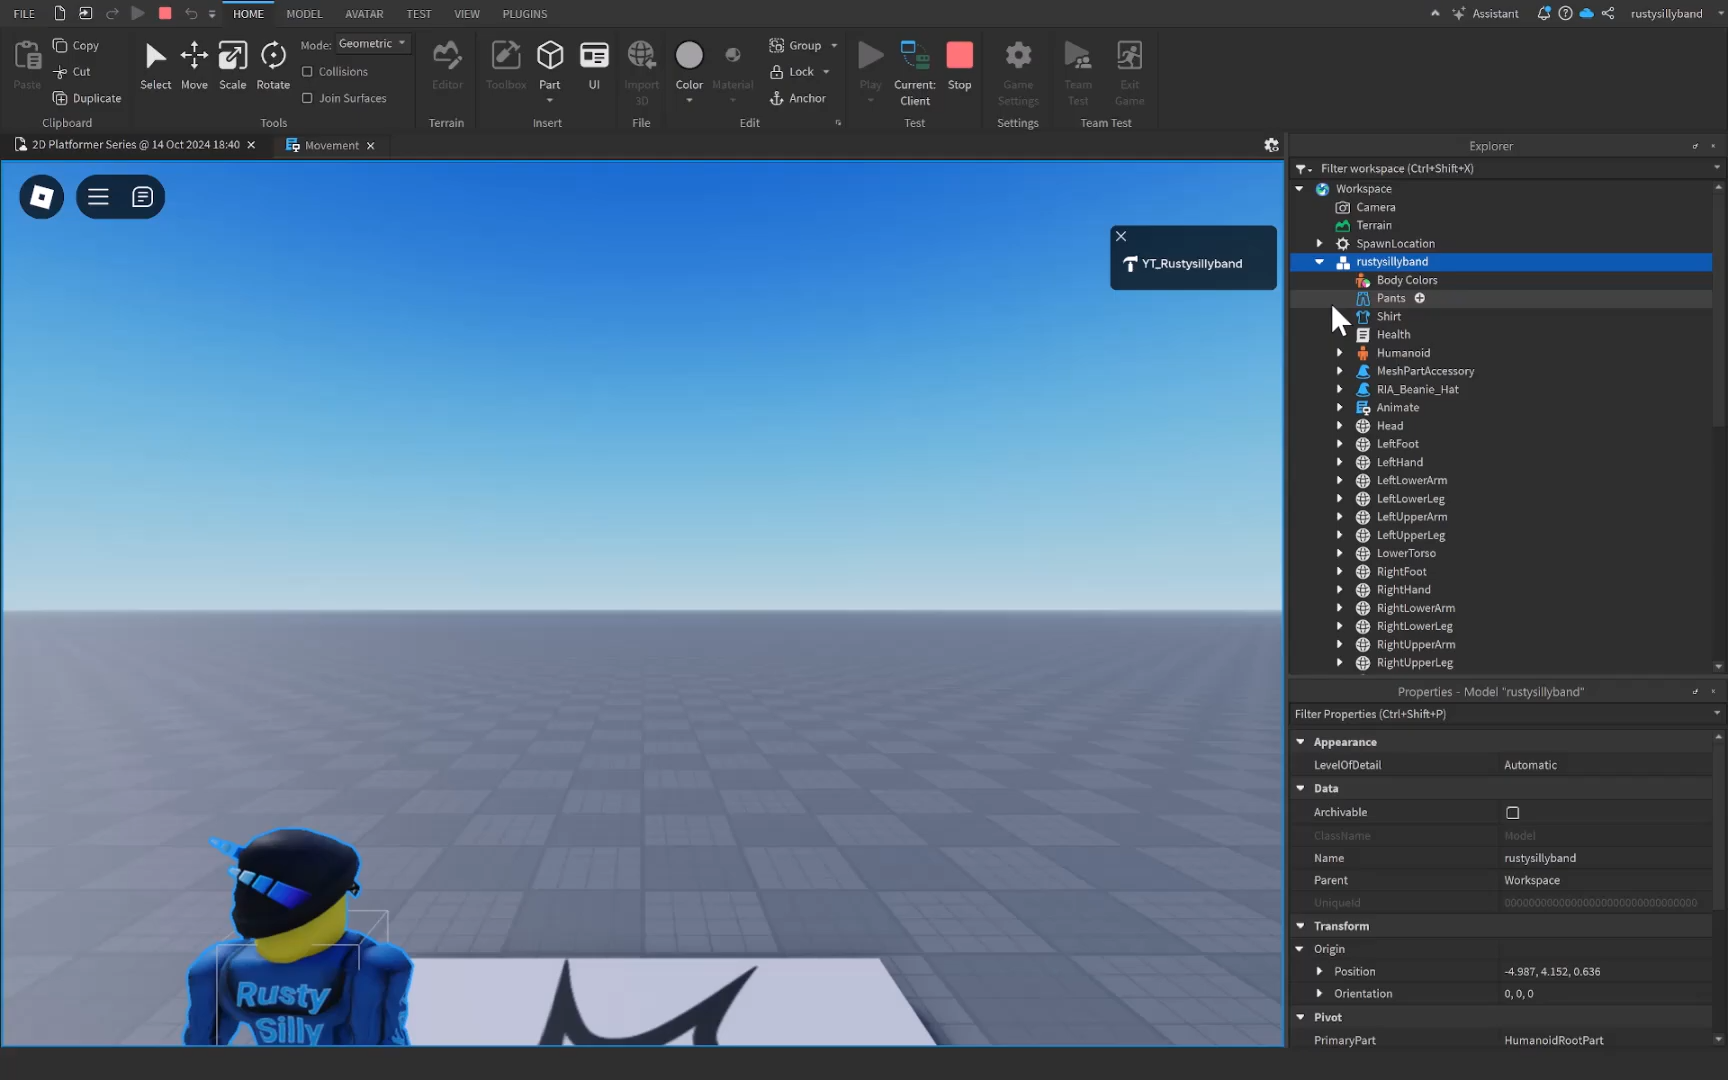 FILE HOME MODEL AVATAR TEST VIEW PLUGINS Assistant rustysillyband
Paste Copy Cut Duplicate Clipboard
Select Move Scale Rotate Mode: Geometric Collisions Join Surfaces Tools
Editor Terrain
Toolbox Part UI Insert
Import 3D File
Color Material Group Lock Anchor Edit
Play Current: Client Stop Test
Game Settings Settings
Team Test Exit Game Team Test
2D Platformer Series @ 14 Oct 2024 18:40
Movement
YT_Rustysillyband
Rusty
Silly
Explorer
Filter workspace (Ctrl+Shift+X)
Workspace
Camera
Terrain
SpawnLocation
rustysillyband
Body Colors
Pants
Shirt
Health
Humanoid
MeshPartAccessory
RIA_Beanie_Hat
Animate
Head
LeftFoot
LeftHand
LeftLowerArm
LeftLowerLeg
LeftUpperArm
LeftUpperLeg
LowerTorso
RightFoot
RightHand
RightLowerArm
RightLowerLeg
RightUpperArm
RightUpperLeg
Properties - Model "rustysillyband"
Filter Properties (Ctrl+Shift+P)
Appearance
LevelOfDetail Automatic
Data
Archivable
ClassName Model
Name rustysillyband
Parent Workspace
UniqueId
Transform
Origin
Position -4.987, 4.152, 0.636
Orientation 0, 0, 0
Pivot
PrimaryPart HumanoidRootPart